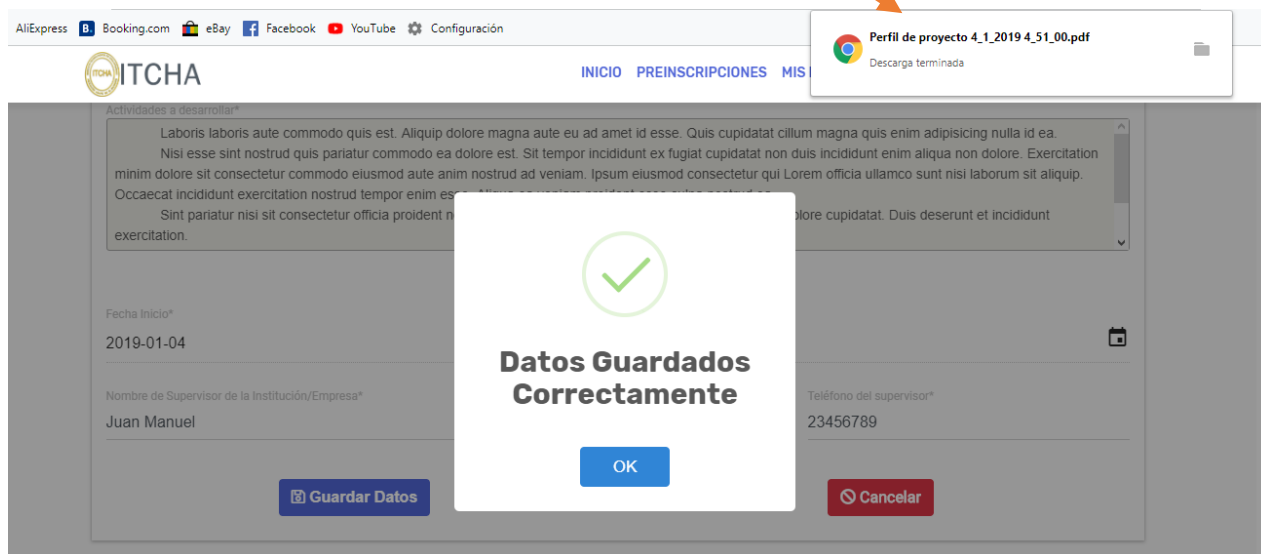 AliExpress Booking.com eBay Facebook YouTube Configuración
Perfil de proyecto 4_1_2019 4_51_00.pdf
Descarga terminada
ITCHA INICIO PREINSCRIPCIONES MIS
Actividades a desarrollar*
Laboris laboris aute commodo quis est. Aliquip dolore magna aute eu ad amet id esse. Quis cupidatat cillum magna quis enim adipisicing nulla id ea.
Nisi esse sint nostrud quis pariatur commodo ea dolore est. Sit tempor incididunt ex fugiat cupidatat non duis incididunt enim aliqua non dolore. Exercitation
minim dolore sit consectetur commodo eiusmod aute anim nostrud ad veniam. Ipsum eiusmod consectetur qui Lorem officia ullamco sunt nisi laborum sit aliquip.
Occaecat incididunt exercitation nostrud tempor enim
Sint pariatur nisi sit consectetur officia proident cupidatat. Duis deserunt et incididunt
exercitation.
Fecha Inicio*
2019-01-04
Datos Guardados
Correctamente
Nombre de Supervisor de la Institución/Empresa* Teléfono del supervisor*
Juan Manuel 23456789
OK
Guardar Datos Cancelar